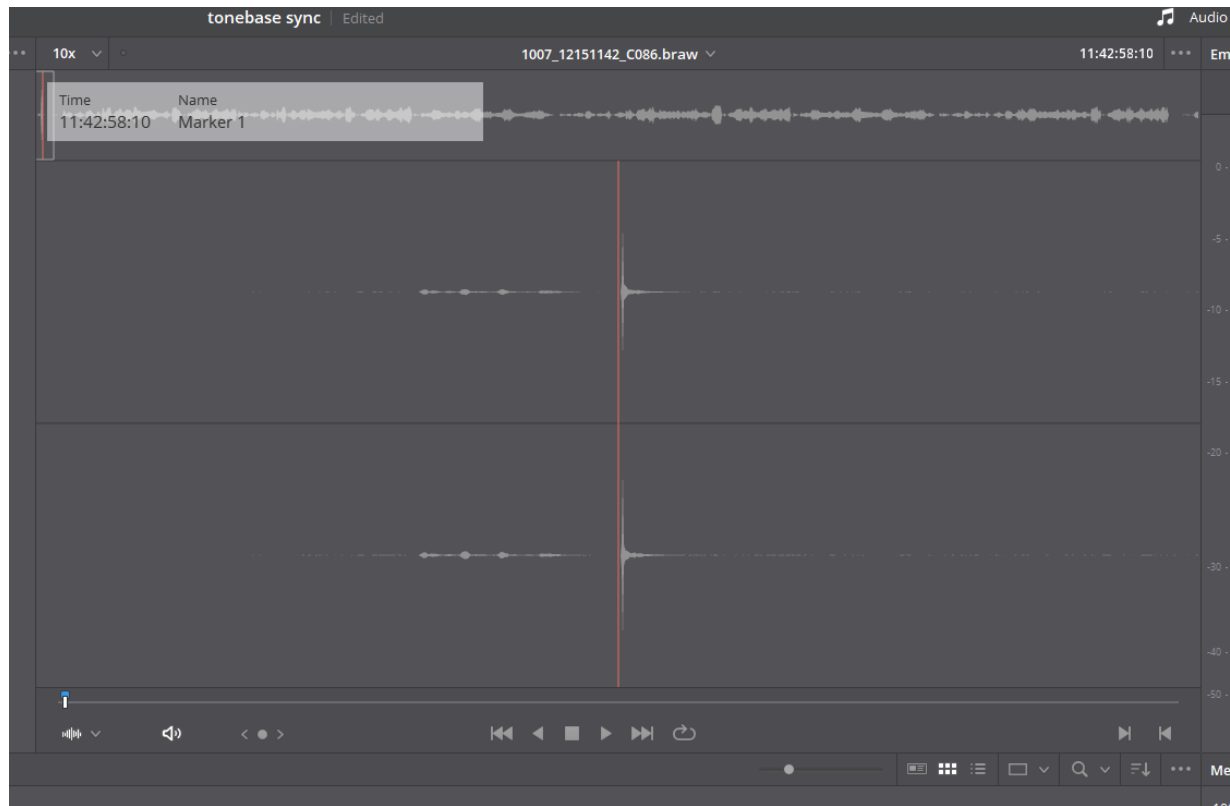 tonebase sync | Edited
Audio
10x
1007_12151142_C086.braw
11:42:58:10
Em
Time Name
11:42:58:10 Marker 1
0 -
-5 -
-10 -
-15 -
-20 -
-30 -
-40 -
-50 -
Me